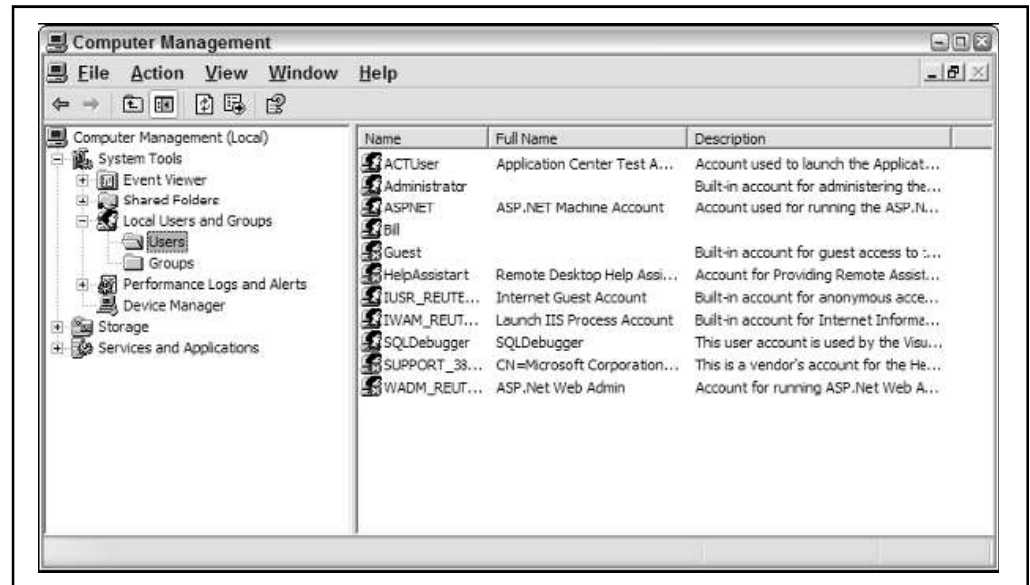 Computer Management
File Action View Window Help
Computer Management (Local)
System Tools
Event Viewer
Shared Folders
Local Users and Groups
Users
Groups
Performance Logs and Alerts
Device Manager
Storage
Services and Applications
Name Full Name Description
ACTUser Application Center Test A... Account used to launch the Applicat...
Administrator Built-in account for administering the...
ASPNET ASP.NET Machine Account Account used for running the ASP.N...
Bill
Guest Built-in account for guest access to t...
HelpAssistant Remote Desktop Help Assi... Account for Providing Remote Assist...
IUSR_REUTE... Internet Guest Account Built-in account for anonymous acce...
IWAM_REUT... Launch IIS Process Account Built-in account for Internet Informa...
SQLDebugger SQLDebugger This user account is used by the Visu...
SUPPORT_38... CN=Microsoft Corporation... This is a vendor's account for the He...
WADM_REUT... ASP.Net Web Admin Account for running ASP.Net Web A...